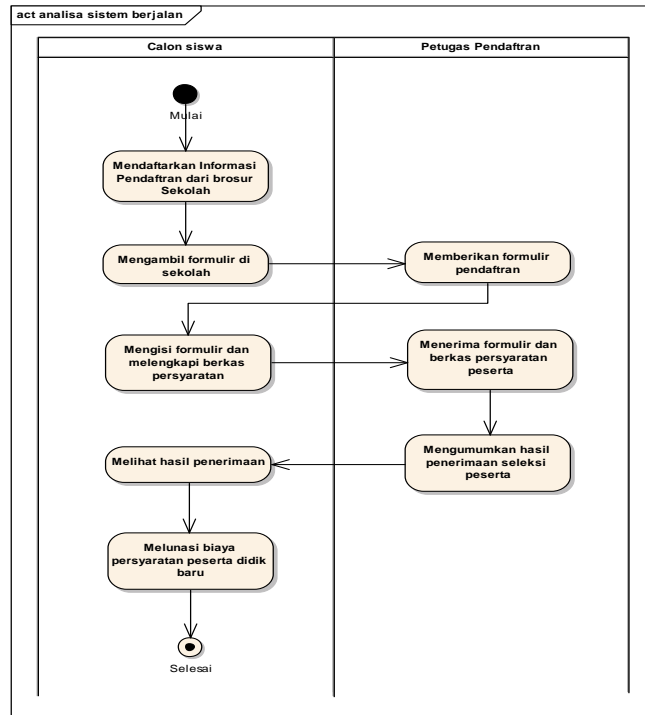 act analisa sistem berjalan
Calon siswa
Petugas Pendaftran
Mulai
Mendaftarkan Informasi
Pendaftran dari brosur
Sekolah
Mengambil formulir di
sekolah
Memberikan formulir
pendaftran
Mengisi formulir dan
melengkapi berkas
persyaratan
Menerima formulir dan
berkas persyaratan
peserta
Mengumumkan hasil
penerimaan seleksi
peserta
Melihat hasil penerimaan
Melunasi biaya
persyaratan peserta didik
baru
Selesai